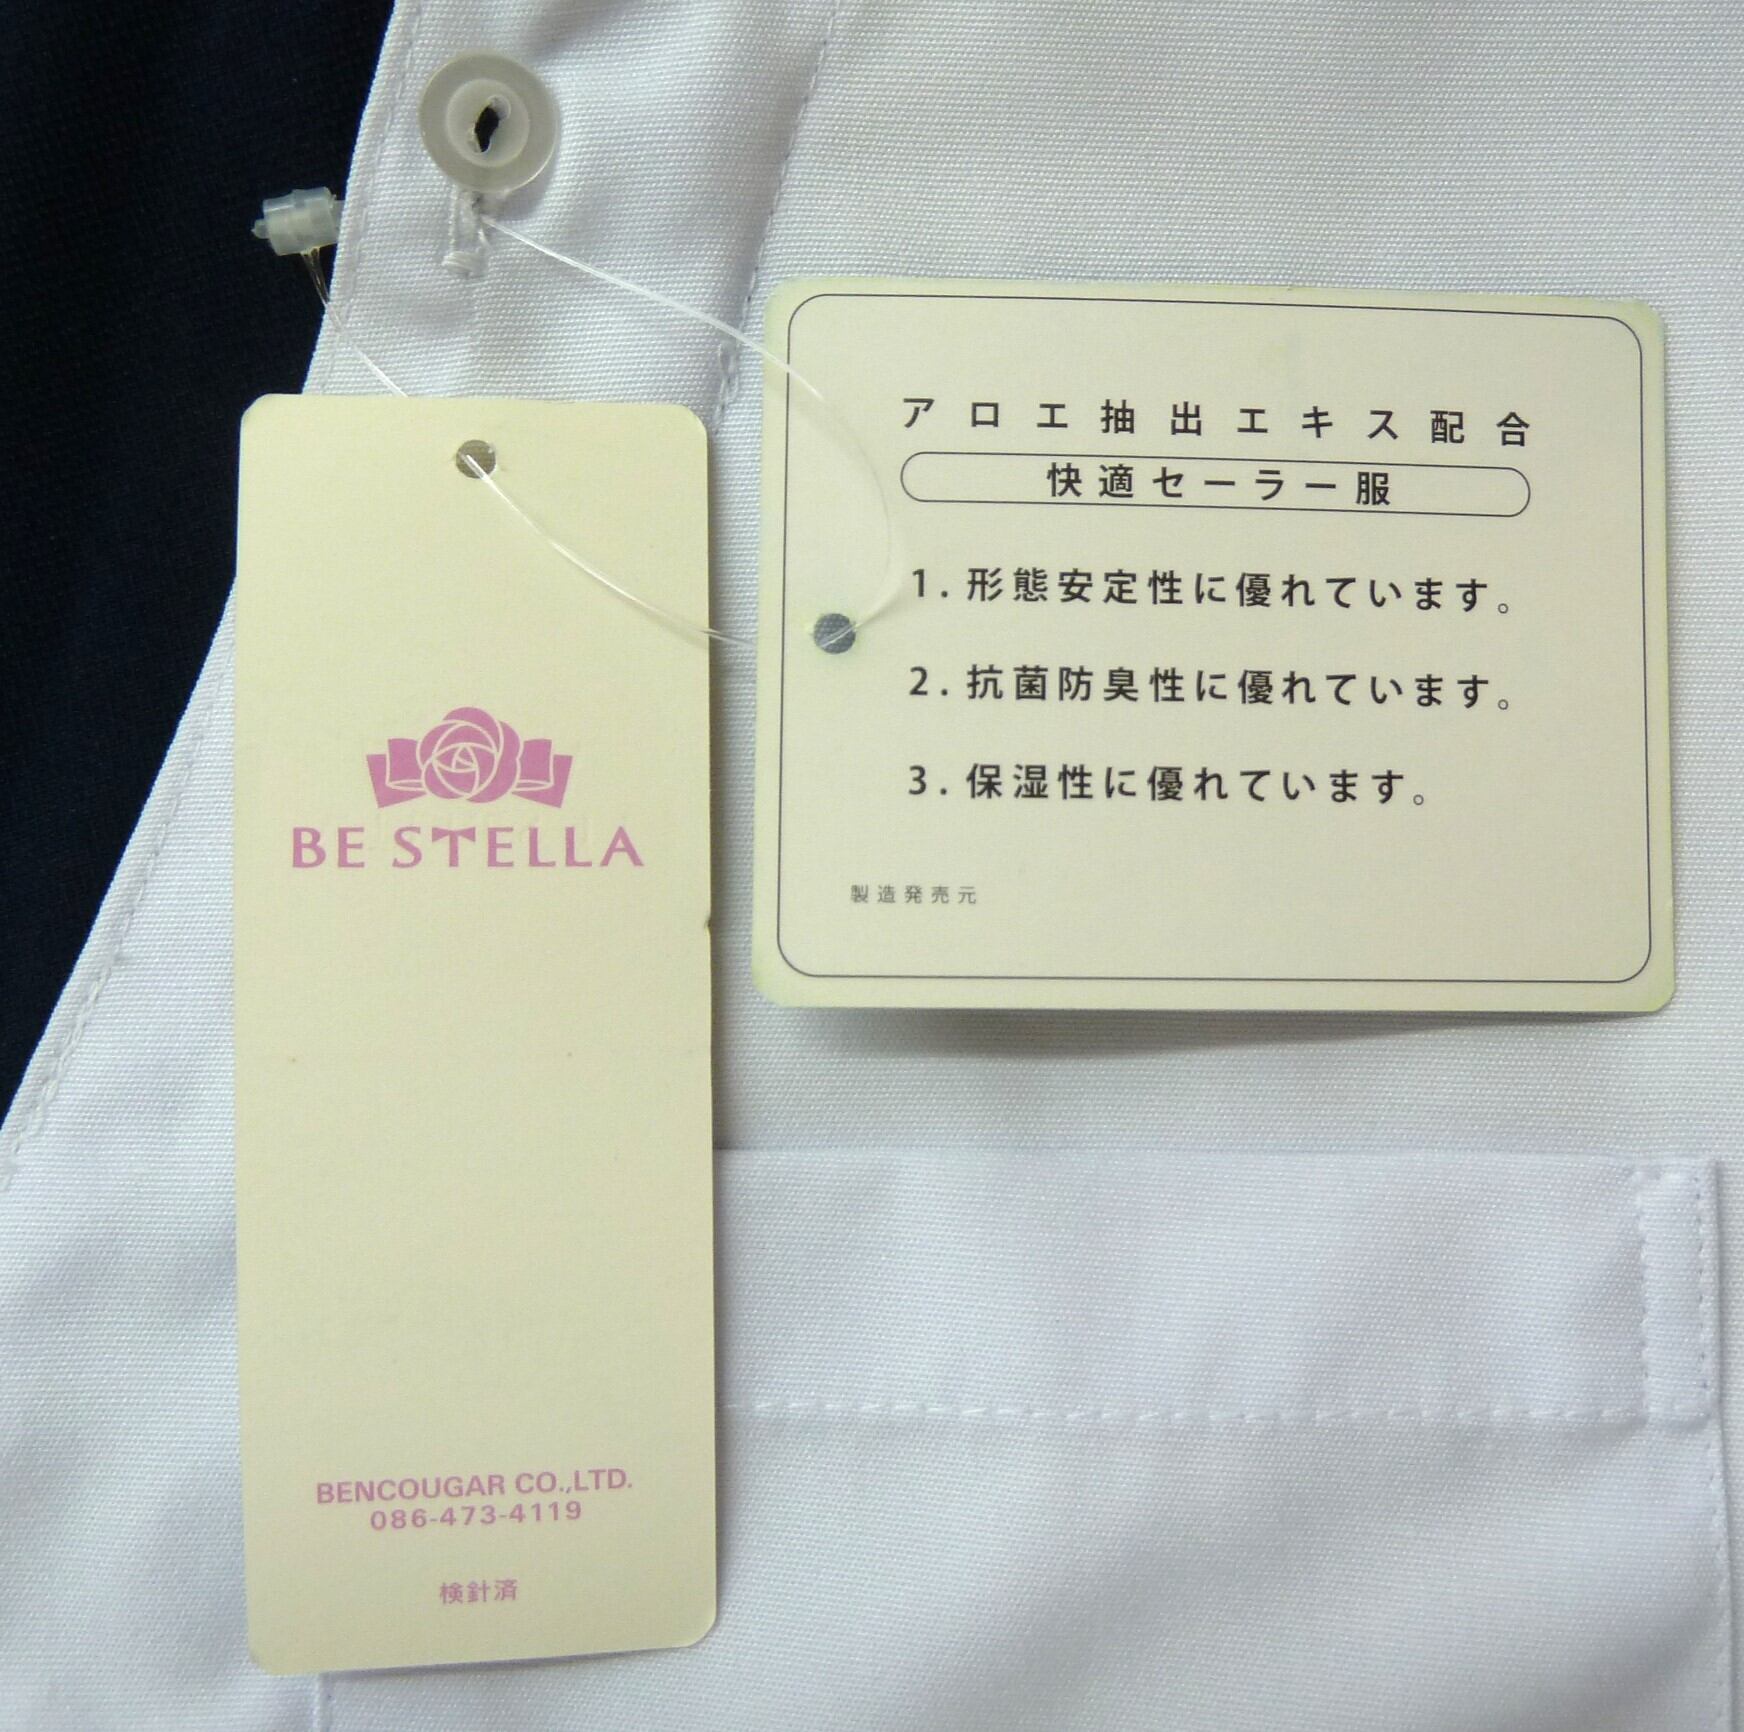 BE STELLA
BENCOUGAR CO.,LTD.
086-473-4119
検針済
アロエ抽出エキス配合
快適セーラー服
1. 形態安定性に優れています。
2. 抗菌防臭性に優れています。
3. 保湿性に優れています。
製造発売元